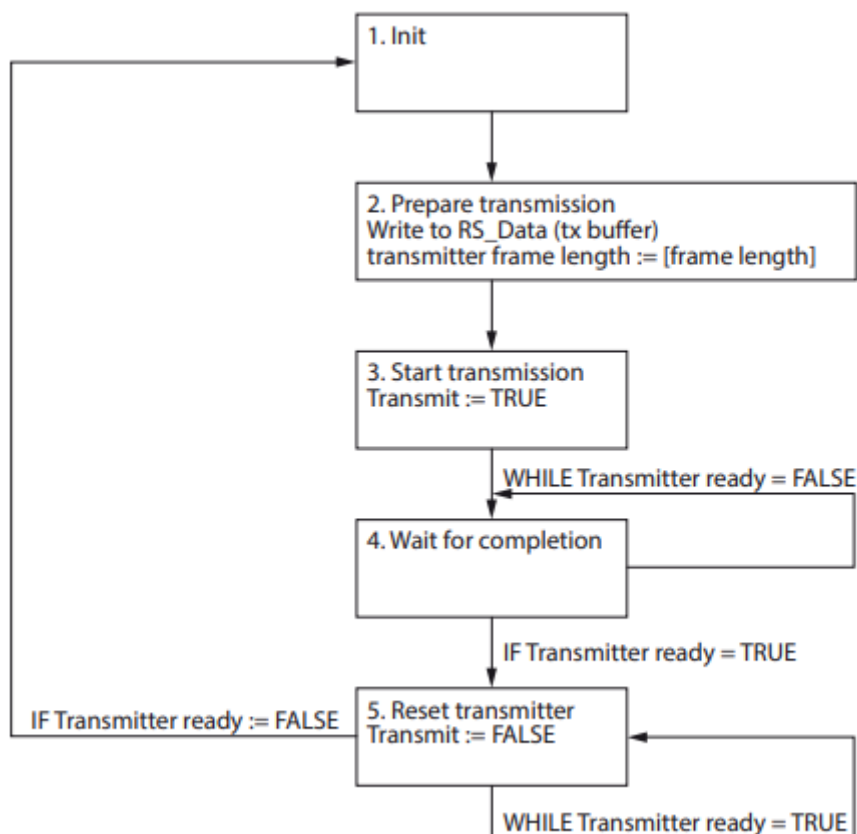 1. Init
2. Prepare transmission
Write to RS_Data (tx buffer)
transmitter frame length := [frame length]
3. Start transmission
Transmit := TRUE
WHILE Transmitter ready = FALSE
4. Wait for completion
IF Transmitter ready = TRUE
IF Transmitter ready := FALSE
5. Reset transmitter
Transmit := FALSE
WHILE Transmitter ready = TRUE